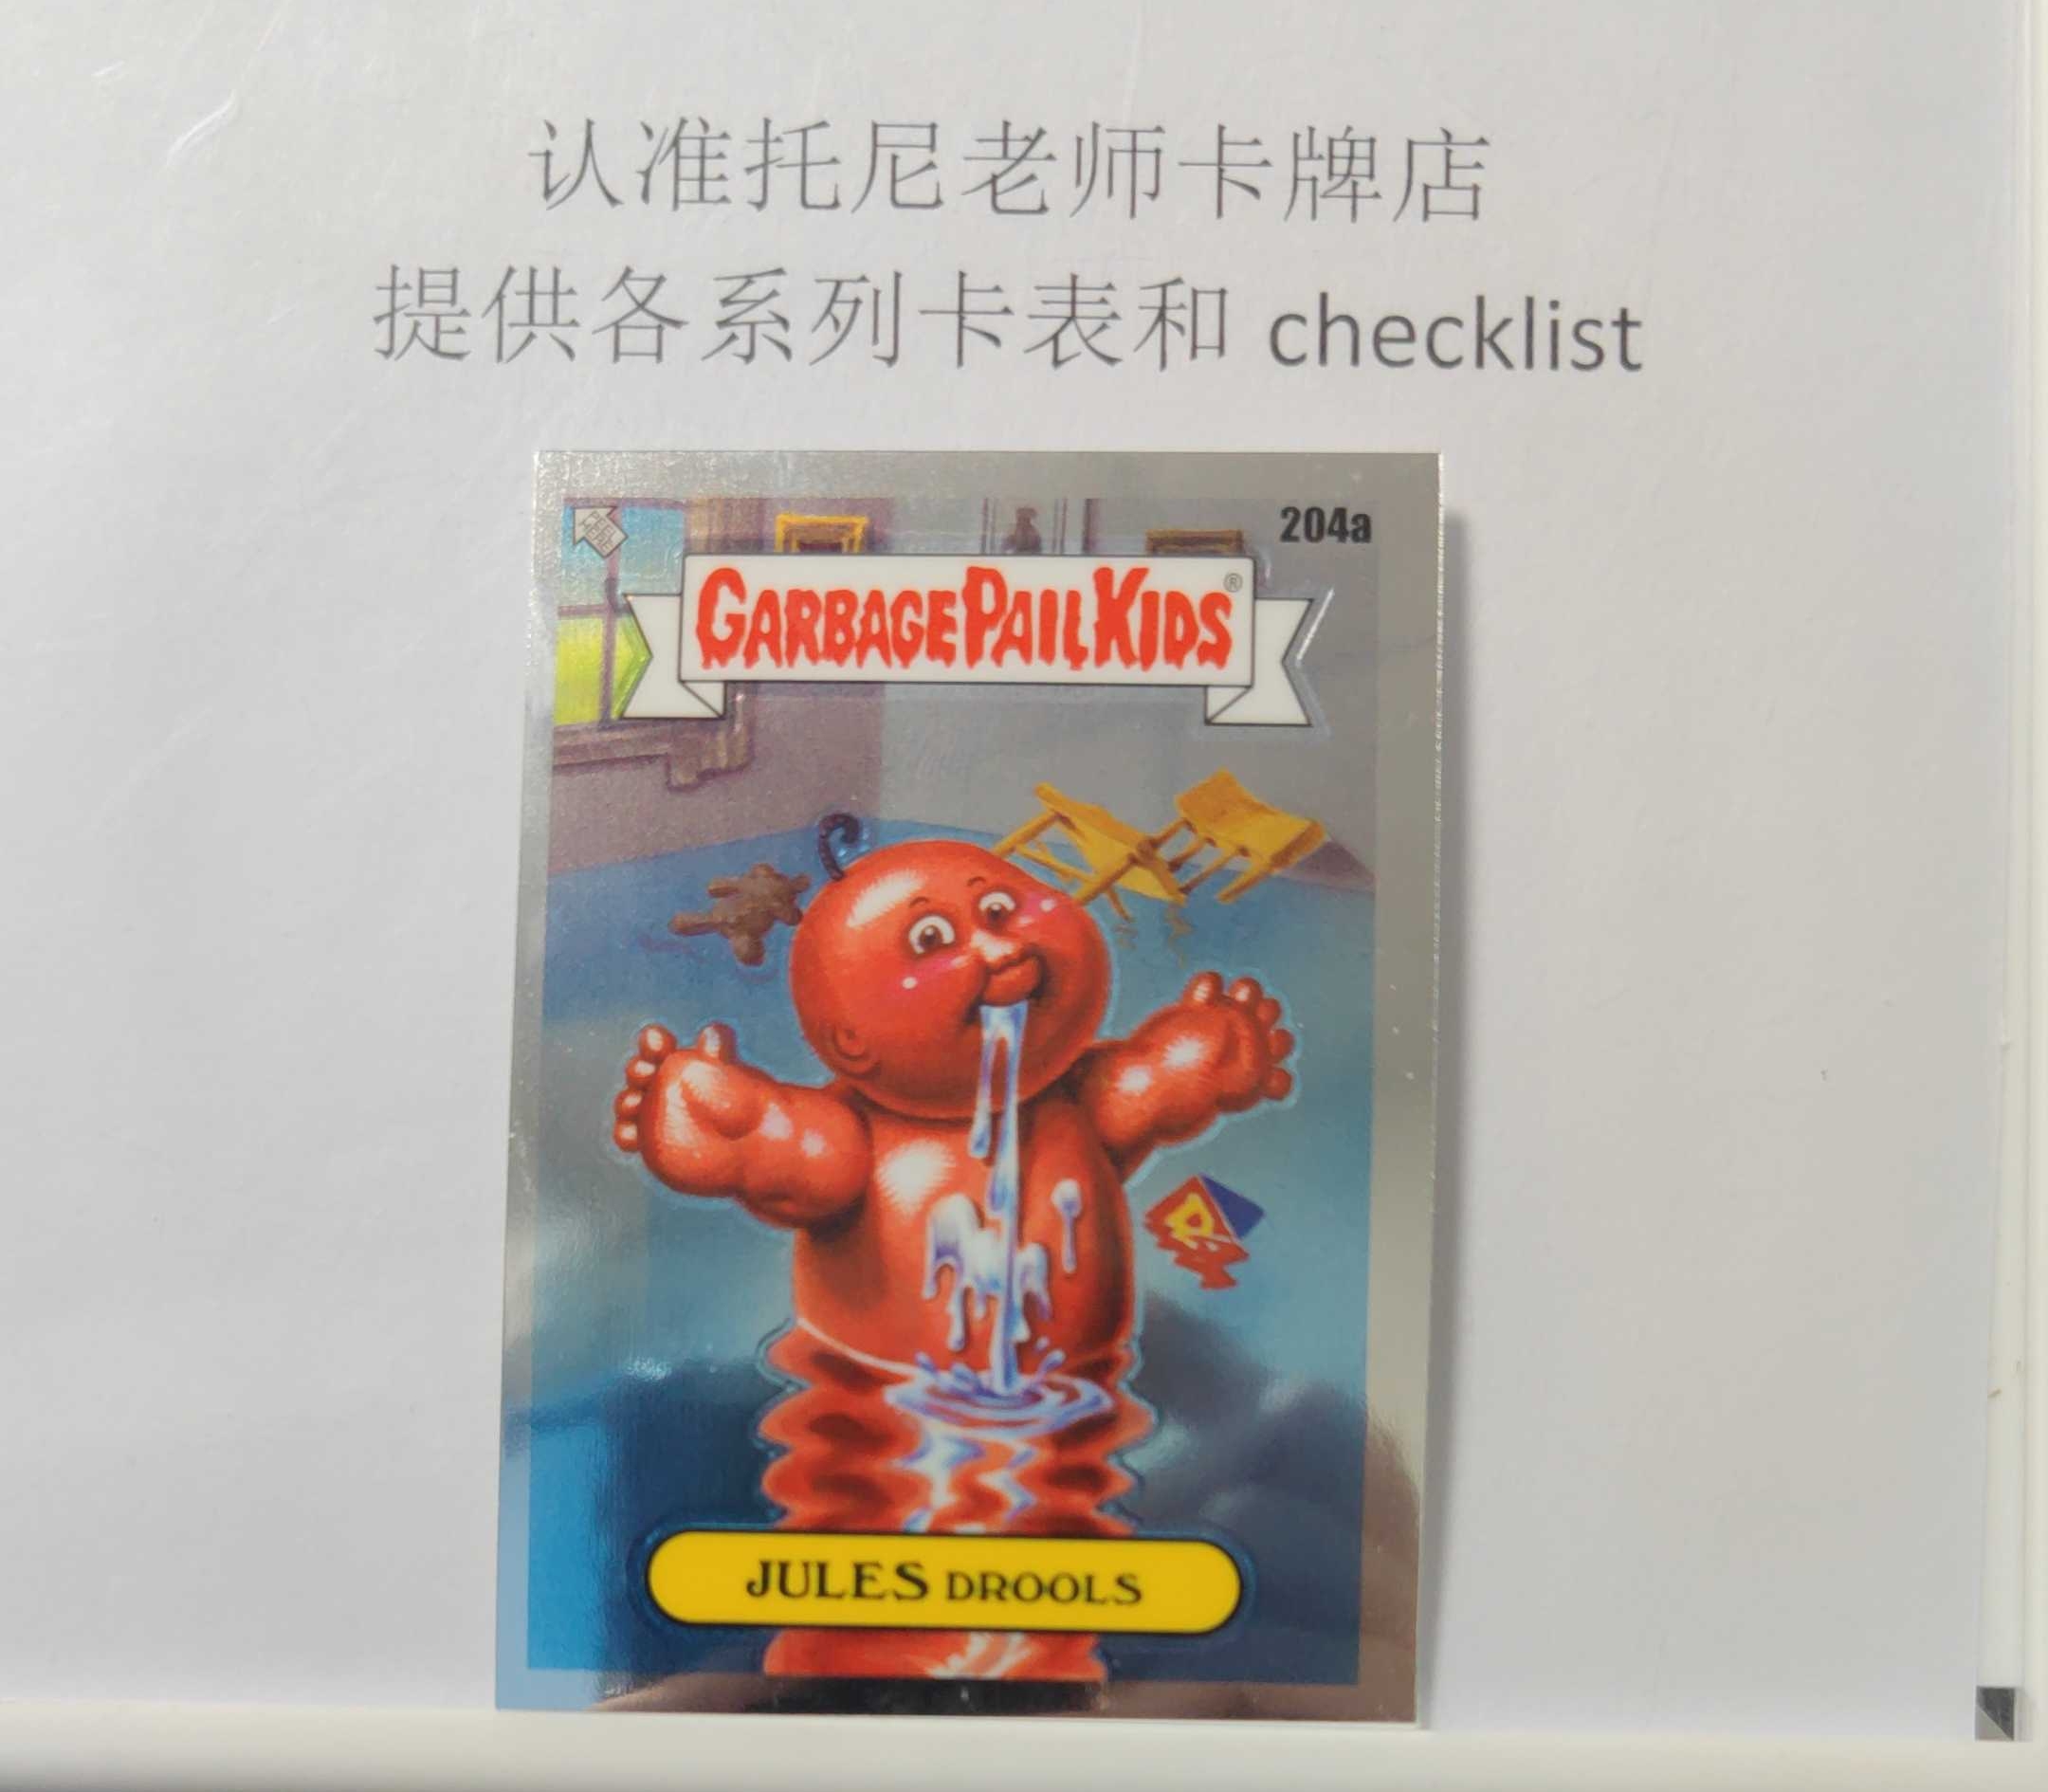 认准托尼老师卡牌店
提供各系列卡表和 checklist
204a
GARBAGE PAIL KIDS®
JULES DROOLS